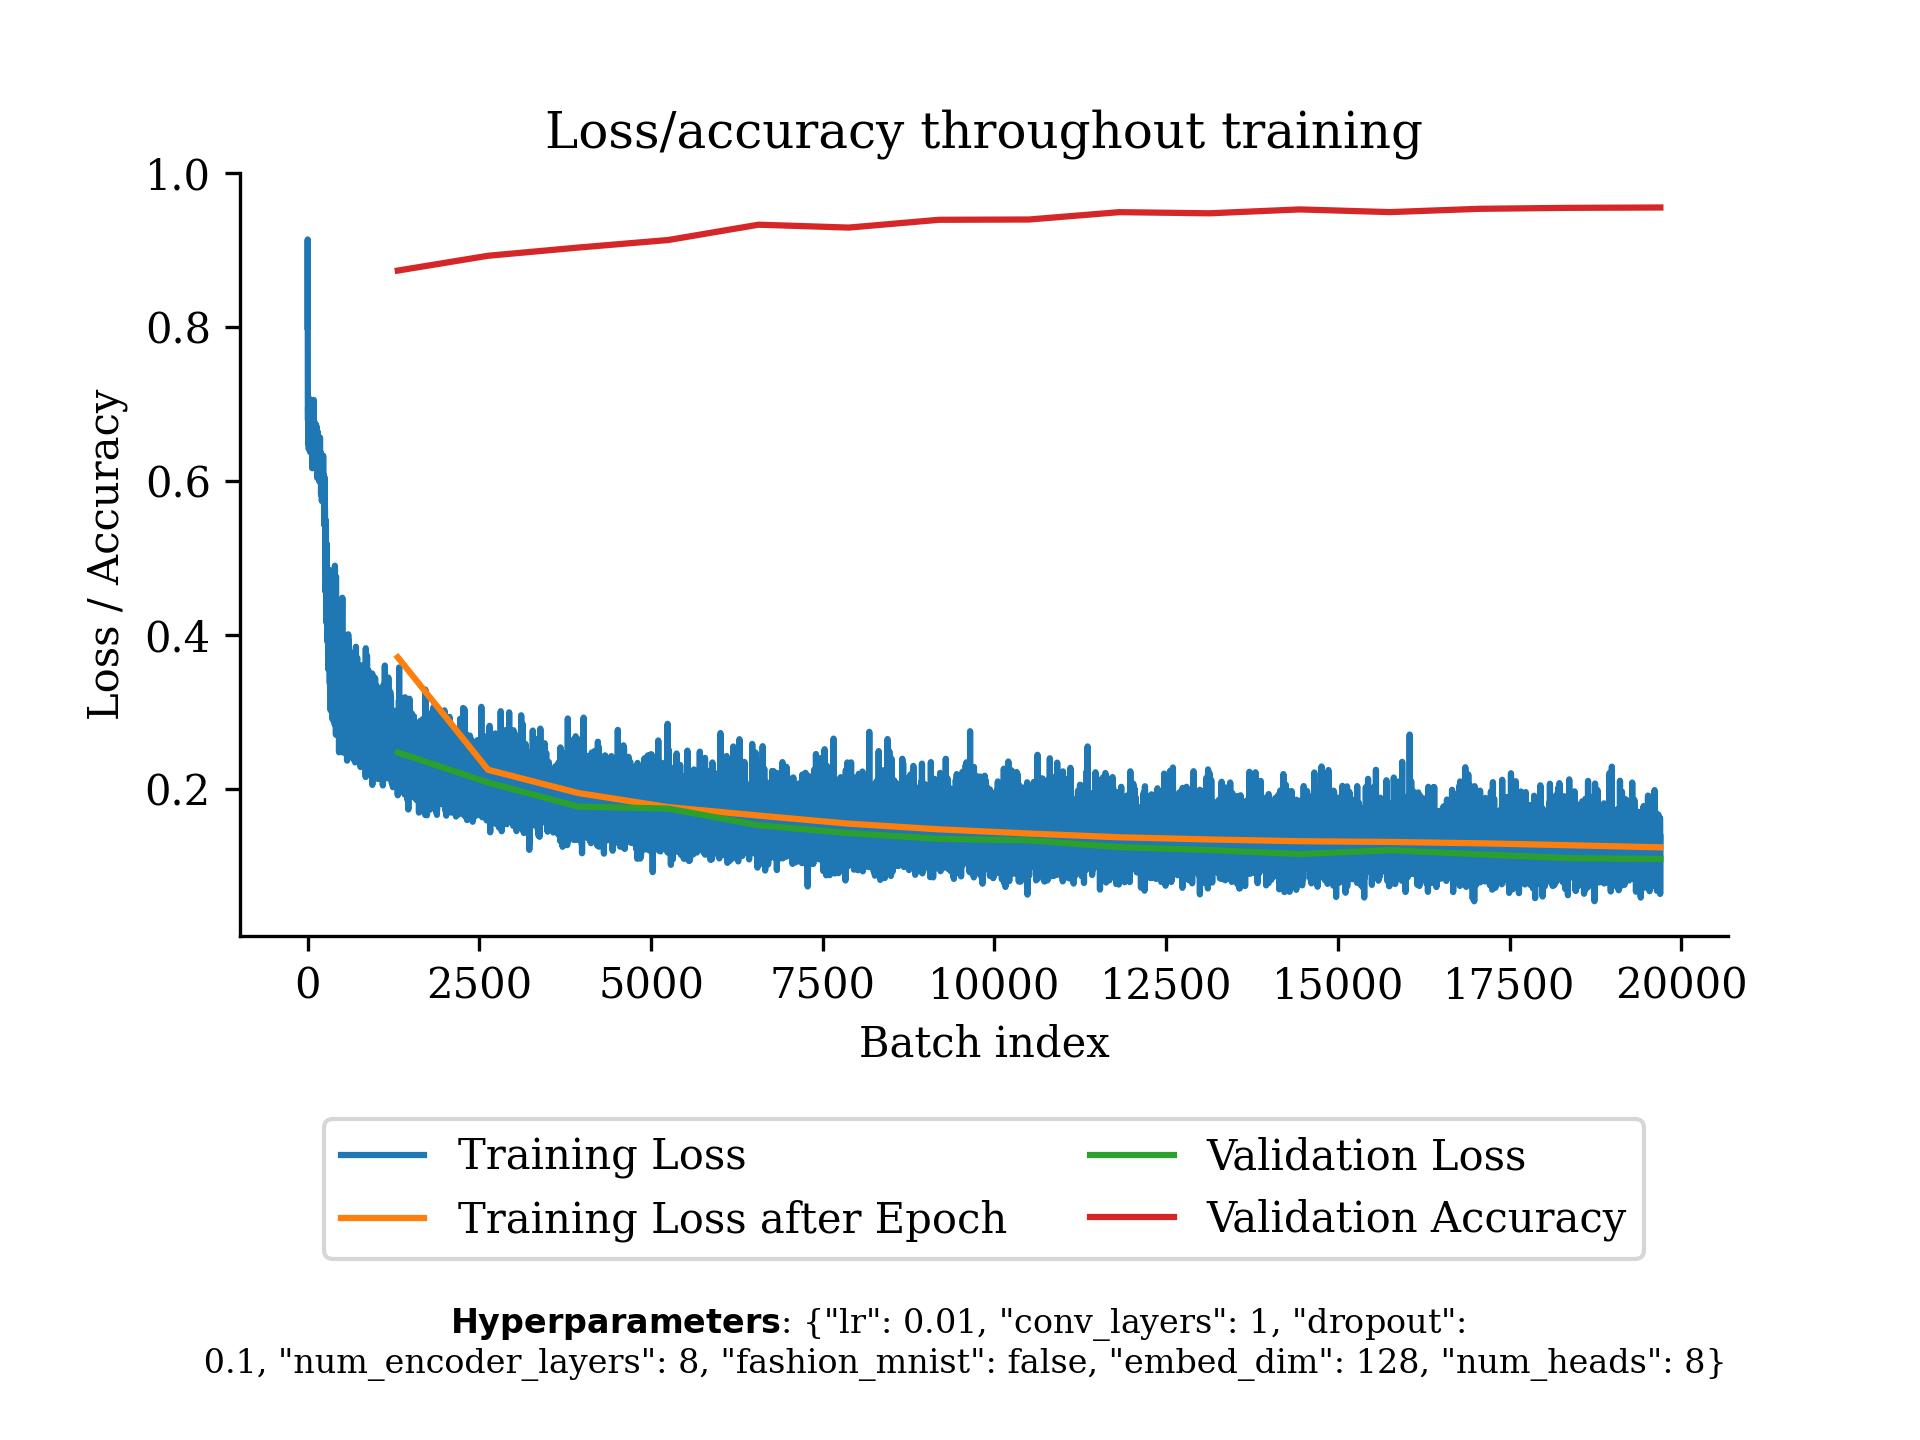 Loss/accuracy throughout training
1.0
0.8
0.6
0.4
0.2
Loss / Accuracy
0 2500 5000 7500 10000 12500 15000 17500 20000
Batch index
Training Loss
Training Loss after Epoch
Validation Loss
Validation Accuracy
Hyperparameters: {"lr": 0.01, "conv_layers": 1, "dropout":
0.1, "num_encoder_layers": 8, "fashion_mnist": false, "embed_dim": 128, "num_heads": 8}